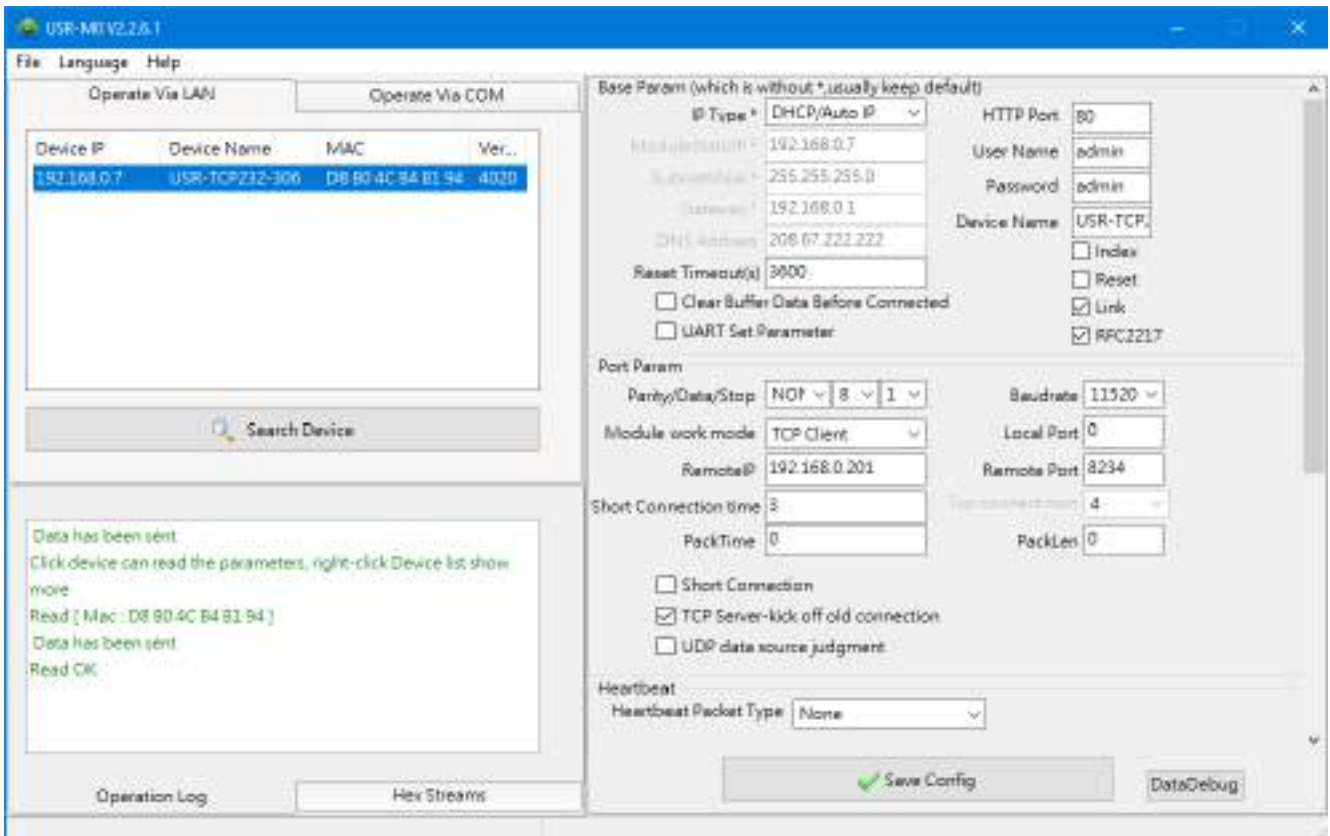 USR-M0 V2.2.6.1
File Language Help
Operate Via LAN
Operate Via COM
Device IP Device Name MAC Ver...
192.168.0.7 USR-TCP232-306 D8 B0 4C B4 B1 94 4020
Search Device
Data has been sent
Click device can read the parameters, right-click Device list show
more
Read [ Mac : D8 B0 4C B4 B1 94 ]
Data has been sent
Read OK
Operation Log
Hex Streams
Base Param (which is without *,usually keep default)
IP Type * DHCP/Auto IP
HTTP Port 80
ModuleStaticIP * 192.168.0.7
User Name admin
SubnetMask * 255.255.255.0
Password admin
Gateway * 192.168.0.1
Device Name USR-TCP.
DNS Address 208.67.222.222
Index
Reset Timeout(s) 3600
Reset
Clear Buffer Data Before Connected
Link
UART Set Parameter
RFC2217
Port Param
Parity/Data/Stop NON 8 1
Baudrate 11520
Module work mode TCP Client
Local Port 0
RemoteIP 192.168.0.201
Remote Port 8234
Short Connection time 3
4
PackTime 0
PackLen 0
Short Connection
TCP Server-kick off old connection
UDP data source judgment
Heartbeat
Heartbeat Packet Type None
Save Config
DataDebug